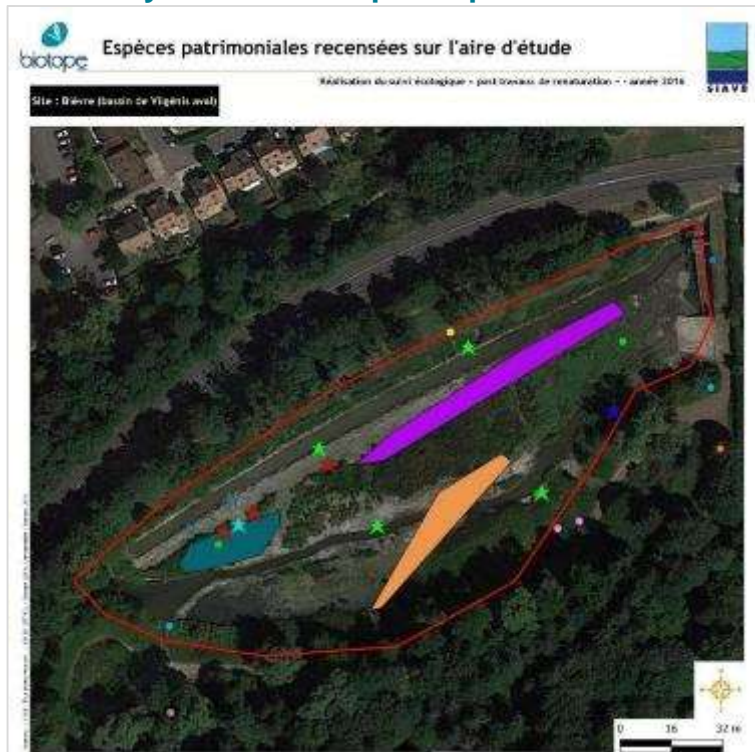 biotope
Espèces patrimoniales recensées sur l'aire d'étude
Réalisation du suivi écologique - post travaux de renaturation - - année 2016
SIAVB
Site : Bièvre (bassin de Vilgénis aval)
0 16 32 m